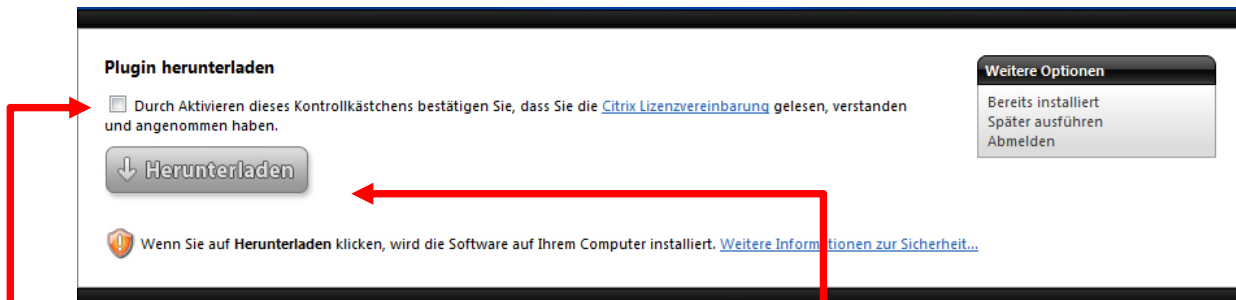 Plugin herunterladen
Durch Aktivieren dieses Kontrollkästchens bestätigen Sie, dass Sie die Citrix Lizenzvereinbarung gelesen, verstanden
und angenommen haben.
Herunterladen
Wenn Sie auf Herunterladen klicken, wird die Software auf Ihrem Computer installiert. Weitere Informationen zur Sicherheit...
Weitere Optionen
Bereits installiert
Später ausführen
Abmelden